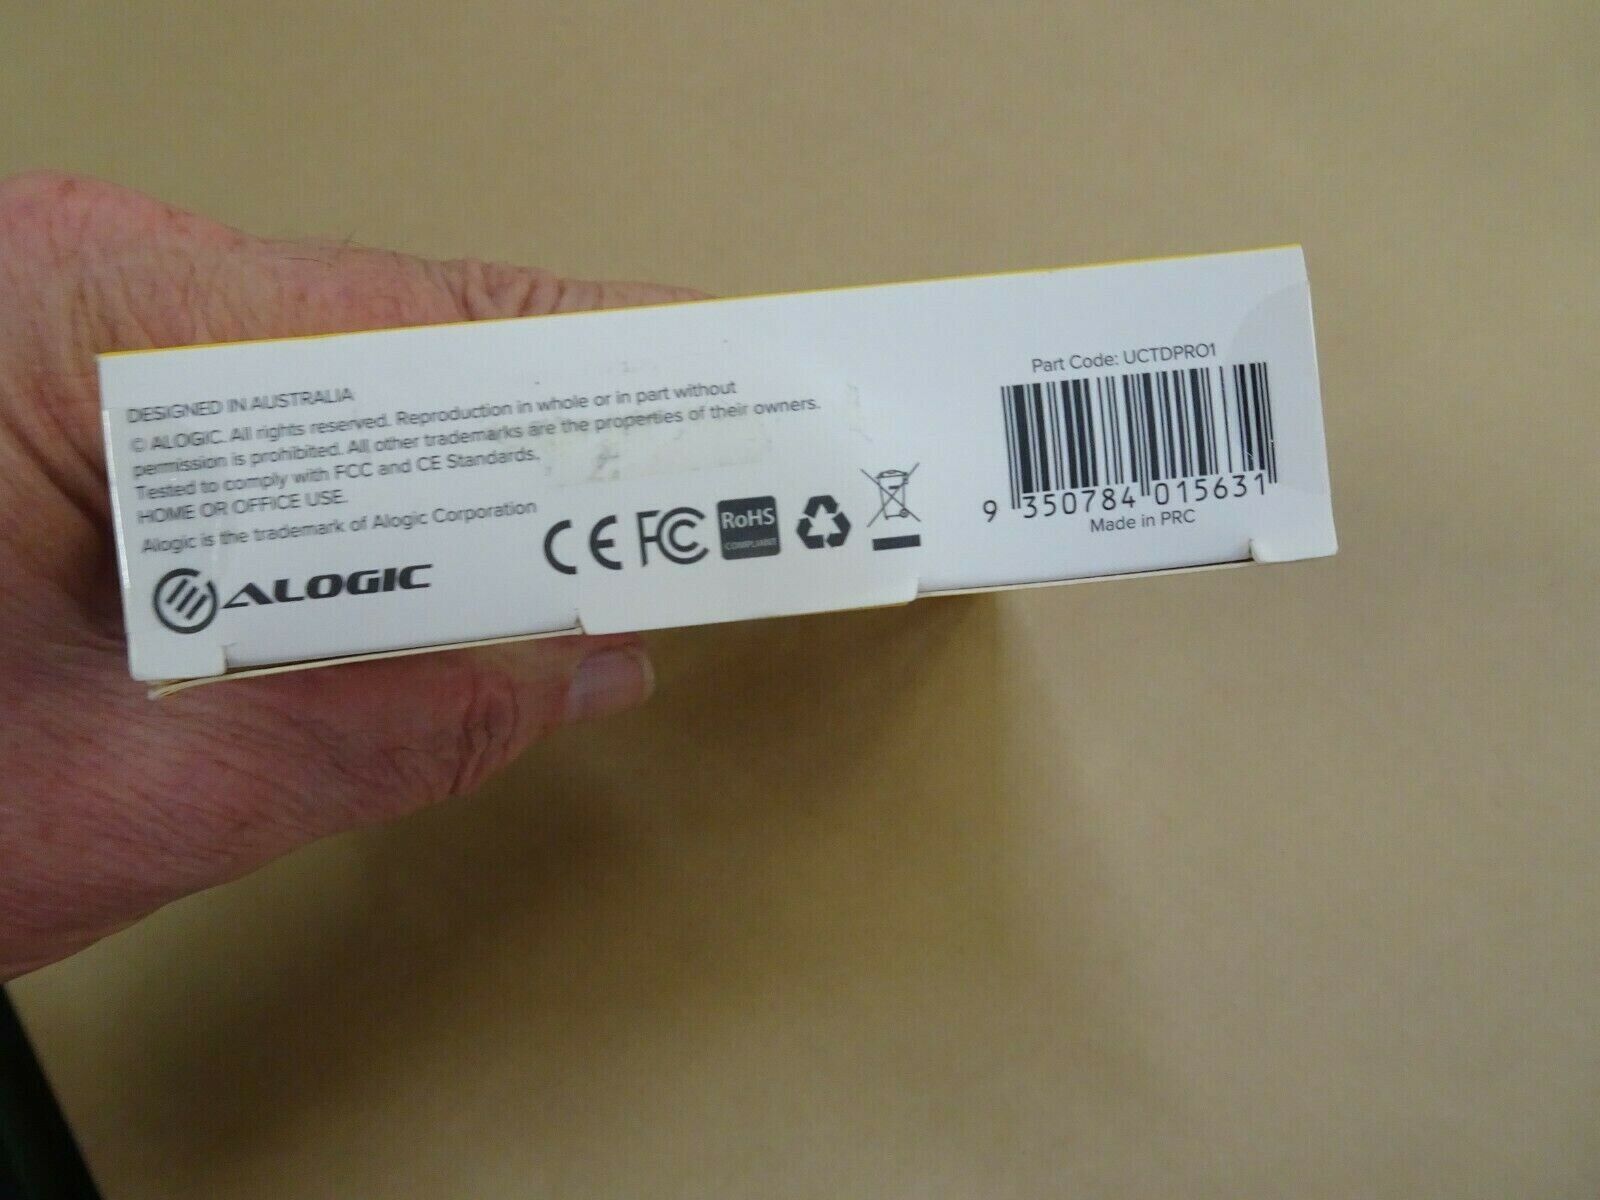 DESIGNED IN AUSTRALIA
© ALOGIC. All rights reserved. Reproduction in whole or in part without
permission is prohibited. All other trademarks are the properties of their owners.
Tested to comply with FCC and CE Standards.
HOME OR OFFICE USE.
Alogic is the trademark of Alogic Corporation
ALOGIC
CE FC RoHS
COMPLIANT
Part Code: UCTDPRO1
9 350784 015631
Made in PRC